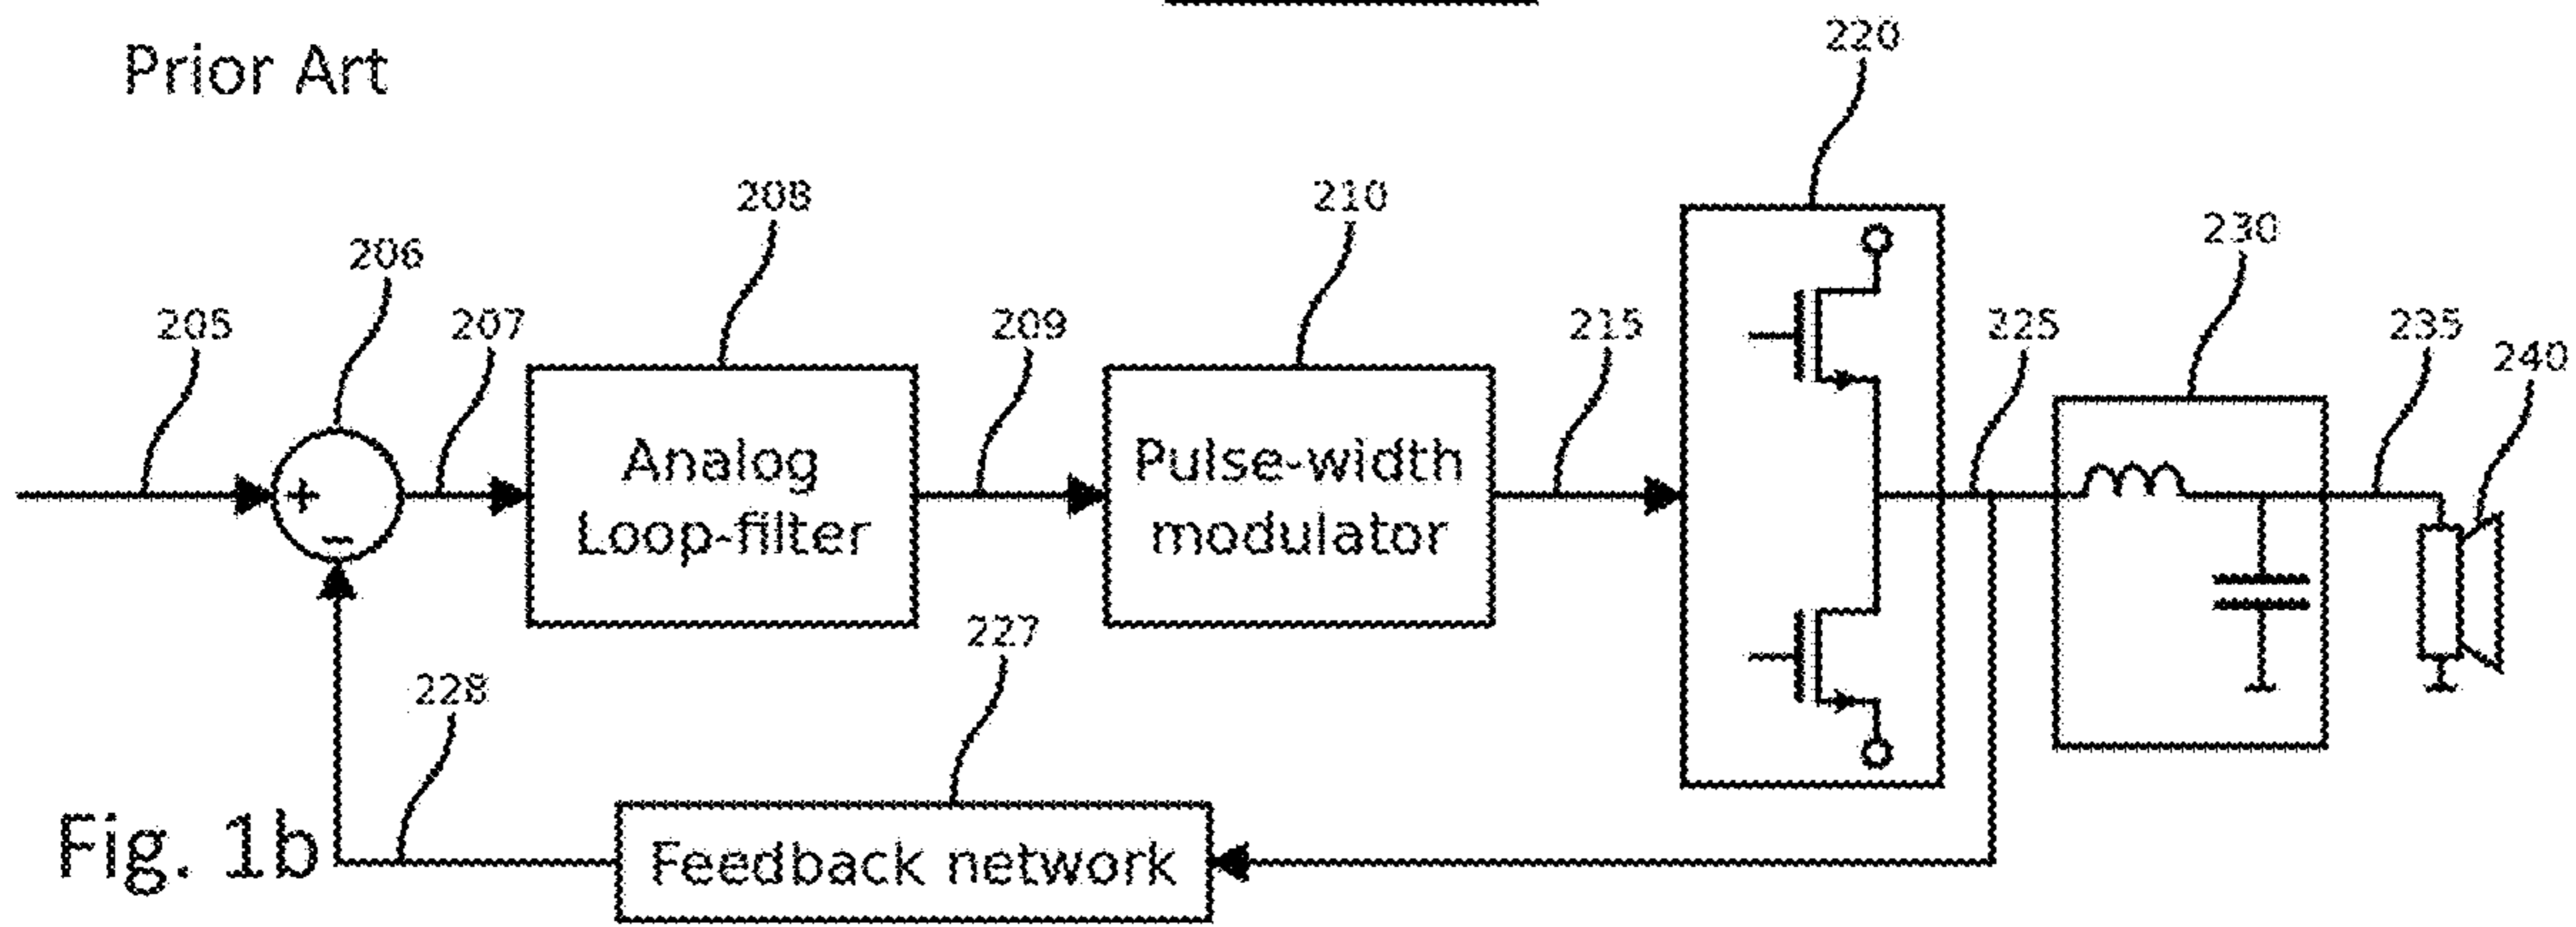 Prior Art
220
208
210
230
206
205
207
209
215
225
235
240
+
Analog
Loop-filter
Pulse-width
modulator
−
227
228
Fig. 1b
Feedback network